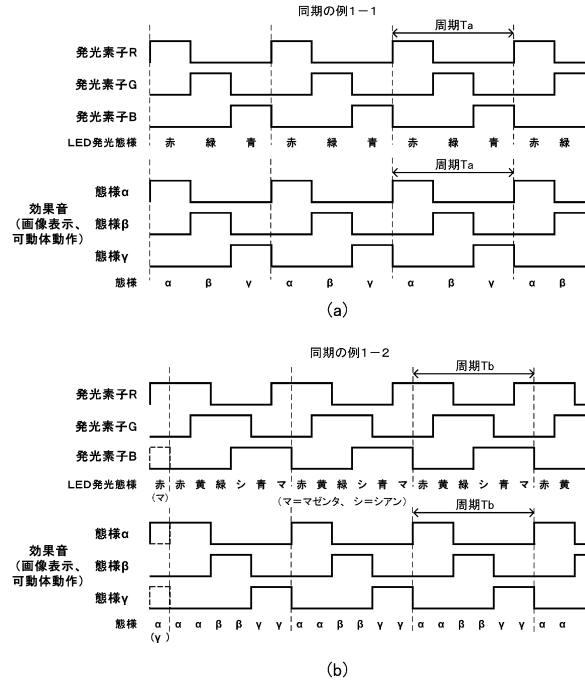 同期の例1－1
周期Ta
発光素子R
発光素子G
発光素子B
LED発光態様 赤 緑 青 赤 緑 青 赤 緑 青 赤 緑
周期Ta
態様α
効果音
(画像表示、
可動体動作)
態様β
態様γ
態様 α β γ α β γ α β γ α β
(a)
同期の例1－2
周期Tb
発光素子R
発光素子G
発光素子B
LED発光態様 赤 赤 黄 緑 シ 青 マ 赤 黄 緑 シ 青 マ 赤 黄 緑 シ 青 マ 赤 黄
(マ) (マ＝マゼンタ、シ＝シアン)
周期Tb
態様α
効果音
(画像表示、
可動体動作)
態様β
態様γ
態様 α α α β β γ γ α α β β γ γ α α β β γ γ α α
(γ)
(b)